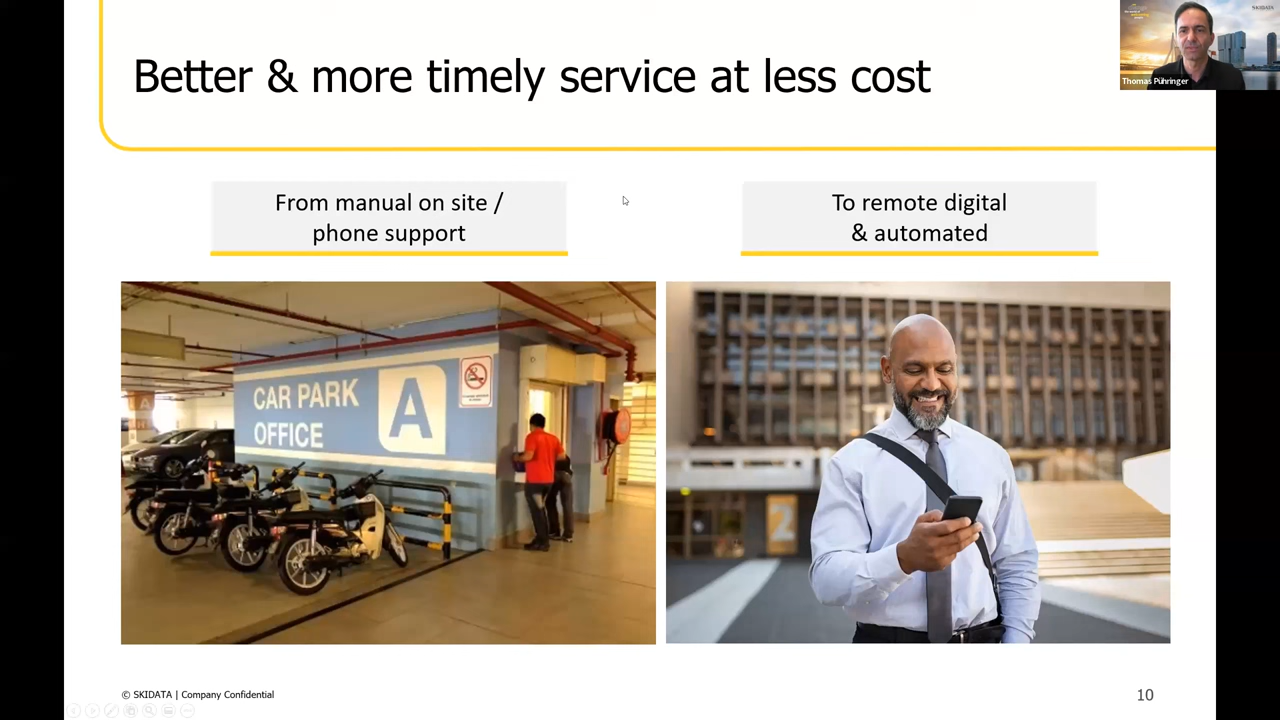 Better & more timely service at less cost
SKIDATA
Thomas Pühringer
From manual on site /
phone support
To remote digital
& automated
CAR PARK
OFFICE
A
2
© SKIDATA | Company Confidential
10